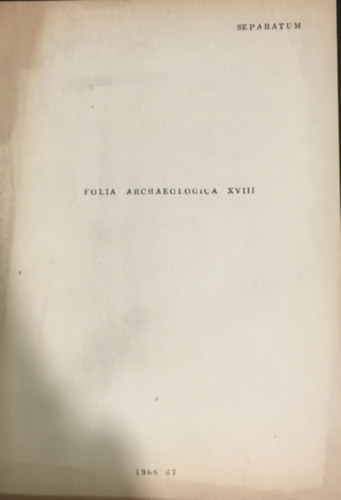 SEPARATUM
FOLIA ARCHAEOLOGICA XVIII
1966 67